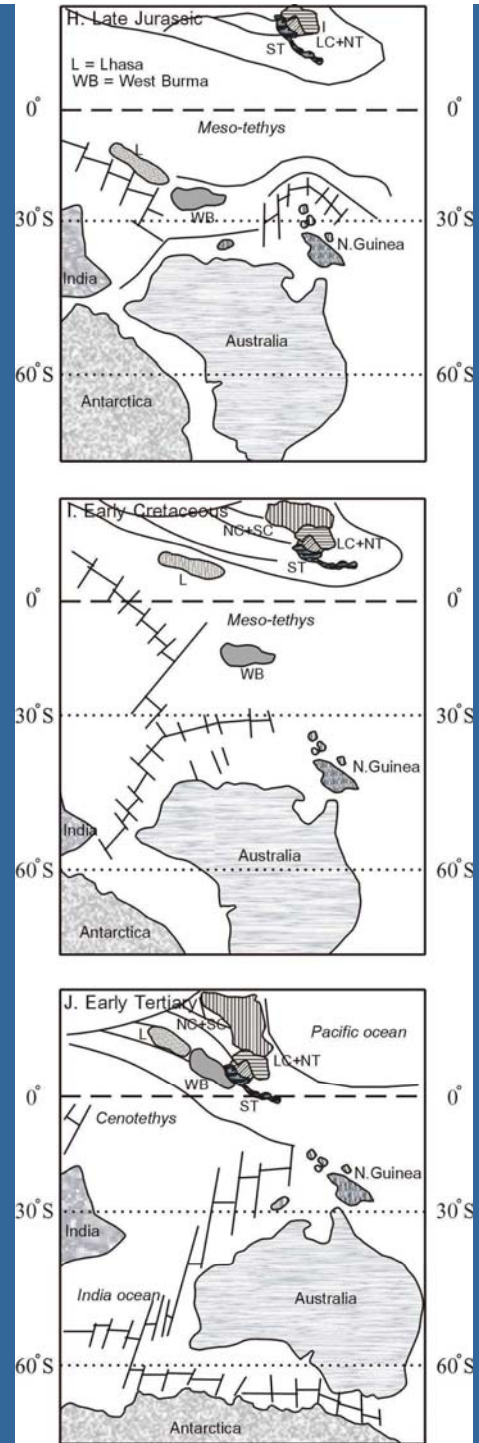 H. Late Jurassic
I
ST
LC+NT
L = Lhasa
WB = West Burma
0° 0°
Meso-tethys
L
WB
30°S 30°S
N.Guinea
India
Australia
60°S 60°S
Antarctica
I. Early Cretaceous
NC+SC
LC+NT
ST
L
0° 0°
Meso-tethys
WB
30°S 30°S
N.Guinea
India
Australia
60°S 60°S
Antarctica
J. Early Tertiary
NC+SC
Pacific ocean
L
LC+NT
WB
0° 0°
ST
Cenotethys
N.Guinea
30°S 30°S
India
India ocean
Australia
60°S 60°S
Antarctica